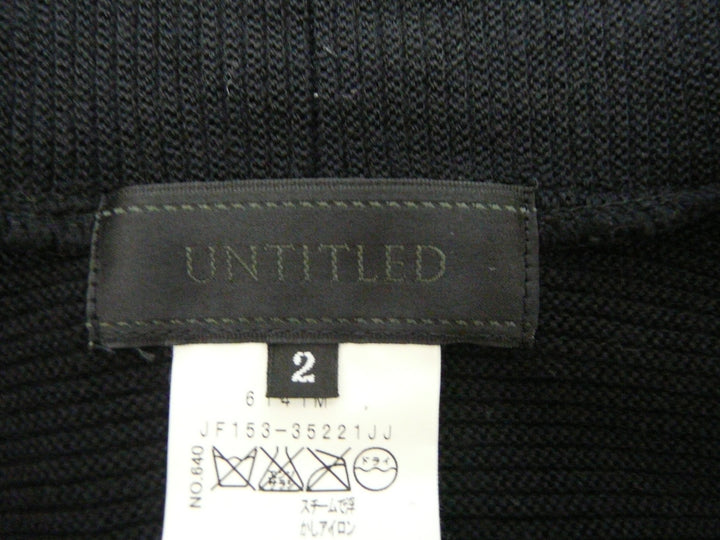 UNTITLED
2
6141M
JF153-35221JJ
NO.640
ドライ
スチームで浮
かしアイロン